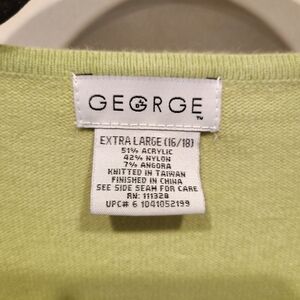 GEORGE
TM
EXTRA LARGE (16/18)
51% ACRYLIC
42% NYLON
7% ANGORA
KNITTED IN TAIWAN
FINISHED IN CHINA
SEE SIDE SEAM FOR CARE
RN: 111328
UPC# 6 1041052199